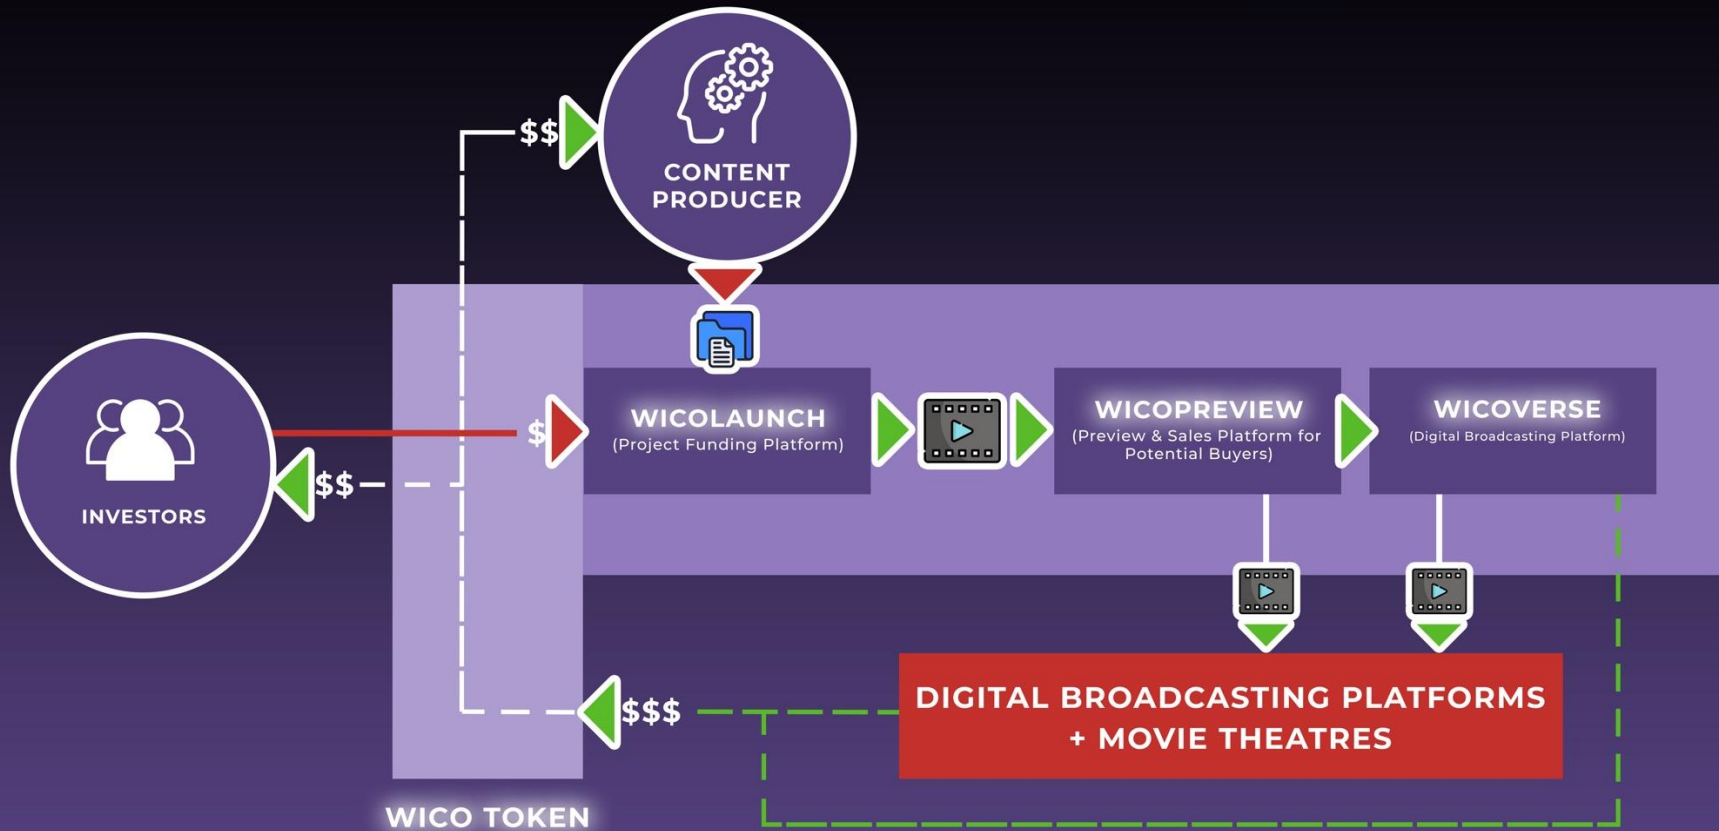 $$
CONTENT
PRODUCER
INVESTORS
$
$$
WICOLAUNCH
(Project Funding Platform)
WICOPREVIEW
(Preview & Sales Platform for
Potential Buyers)
WICOVERSE
(Digital Broadcasting Platform)
$$$
DIGITAL BROADCASTING PLATFORMS
+ MOVIE THEATRES
WICO TOKEN